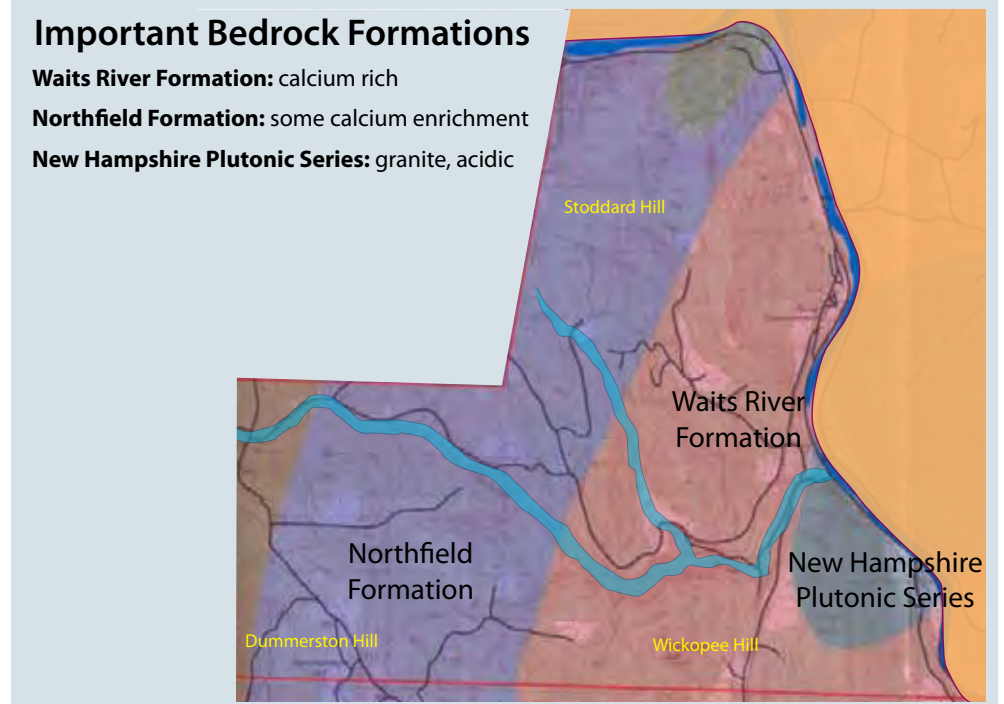 Important Bedrock Formations
Waits River Formation: calcium rich
Northfield Formation: some calcium enrichment
New Hampshire Plutonic Series: granite, acidic
Stoddard Hill
Waits River
Formation
Northfield
Formation
New Hampshire
Plutonic Series
Dummerston Hill
Wickopee Hill